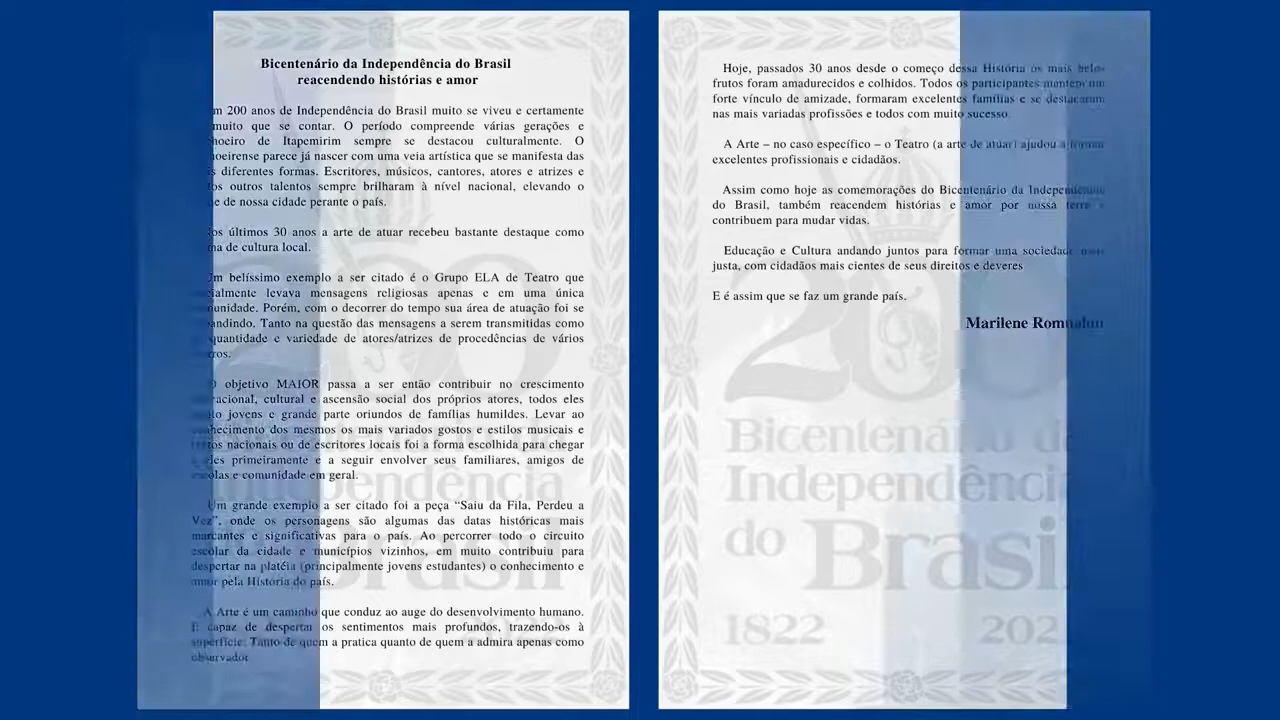 Bicentenário da Independência do Brasil
reacendendo histórias e amor
200 anos de Independência do Brasil muito se viveu e certamente
muito que se contar. O período compreende várias gerações e
de Itapemirim sempre se destacou culturalmente. O
parece já nascer com uma veia artística que se manifesta das
diferentes formas. Escritores, músicos, cantores, atores e atrizes e
outros talentos sempre brilharam à nível nacional, elevando o
de nossa cidade perante o país.
últimos 30 anos a arte de atuar recebeu bastante destaque como
de cultura local.
Um belíssimo exemplo a ser citado é o Grupo ELA de Teatro que
levava mensagens religiosas apenas e em uma única
Porém, com o decorrer do tempo sua área de atuação foi se
Tanto na questão das mensagens a serem transmitidas como
quantidade e variedade de atores/atrizes de procedências de vários
O objetivo MAIOR passa a ser então contribuir no crescimento
cultural e ascensão social dos próprios atores, todos eles
jovens e grande parte oriundos de famílias humildes. Levar ao
dos mesmos os mais variados gostos e estilos musicais e
nacionais ou de escritores locais foi a forma escolhida para chegar
primeiramente e a seguir envolver seus familiares, amigos de
e comunidade em geral.
Um grande exemplo a ser citado foi a peça “Saiu da Fila, Perdeu a
Vez”, onde os personagens são algumas das datas históricas mais
marcantes e significativas para o país. Ao percorrer todo o circuito
escolar da cidade e municípios vizinhos, em muito contribuiu para
despertar na platéia (principalmente jovens estudantes) o conhecimento e
amor pela História do país.
A Arte é um caminho que conduz ao auge do desenvolvimento humano.
É capaz de despertar os sentimentos mais profundos, trazendo-os à
superfície. Tanto de quem a pratica quanto de quem a admira apenas como
observador
Hoje, passados 30 anos desde o começo dessa História os mais belos
frutos foram amadurecidos e colhidos. Todos os participantes mantem um
forte vínculo de amizade, formaram excelentes famílias e se destacaram
nas mais variadas profissões e todos com muito sucesso.
A Arte – no caso específico – o Teatro (a arte de atuar) ajudou a formar
excelentes profissionais e cidadãos.
Assim como hoje as comemorações do Bicentenário da Independência
do Brasil, também reacendem histórias e amor por nossa terra e
contribuem para mudar vidas.
Educação e Cultura andando juntos para formar uma sociedade mais
justa, com cidadãos mais cientes de seus direitos e deveres
E é assim que se faz um grande país.
Marilene Romualdo
200
Independência
Brasil
200
Bicentenário da
Independência
do Brasil
1822 202